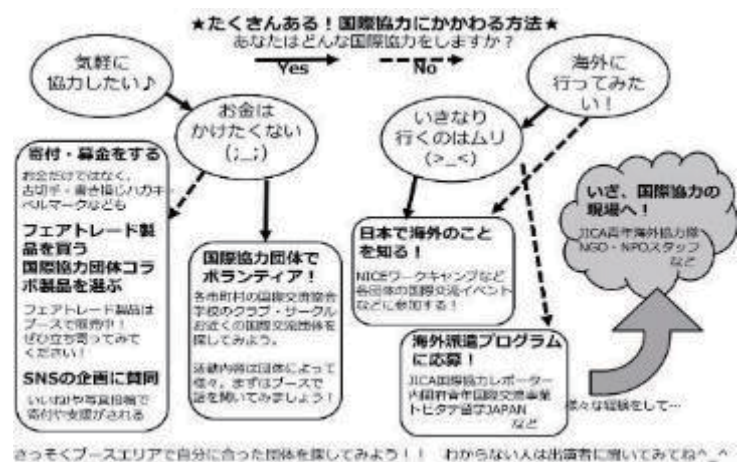 ★たくさんある！国際協力にかかわる方法★
あなたはどんな国際協力をしますか？
Yes
No
気軽に
協力したい♪
海外に
行ってみた
い！
お金は
かけたくない
(;_;)
いきなり
行くのはムリ
(>_<)
寄付・募金をする
お金だけではなく、
古切手・書き損じハガキ・
ベルマークなども
フェアトレード製
品を買う
国際協力団体コラ
ボ製品を選ぶ
フェアトレード製品は
ブースで販売中！
ぜひ立ち寄ってみて
ください！
SNSの企画に賛同
いいね!や写真投稿で
寄付や支援がされる
国際協力団体で
ボランティア！
各市町村の国際交流協会
学校のクラブ・サークル
お近くの国際交流団体を
探してみよう。
活動内容は団体によって
様々。まずはブースで
話を聞いてみましょう！
日本で海外のこと
を知る！
NICEワークキャンプなど
各団体の国際交流イベント
などに参加する！
海外派遣プログラム
に応募！
JICA国際協力レポーター
内閣府青年国際交流事業
トビタテ留学JAPAN
など
いざ、国際協力の
現場へ！
JICA青年海外協力隊
NGO・NPOスタッフ
など
様々な経験をして…
さっそくブースエリアで自分に合った団体を探してみよう！！ わからない人は出演者に聞いてみてね^_^